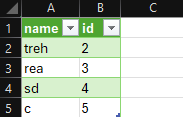 A B C
1 name id
2 treh 2
3 rea 3
4 sd 4
5 c 5